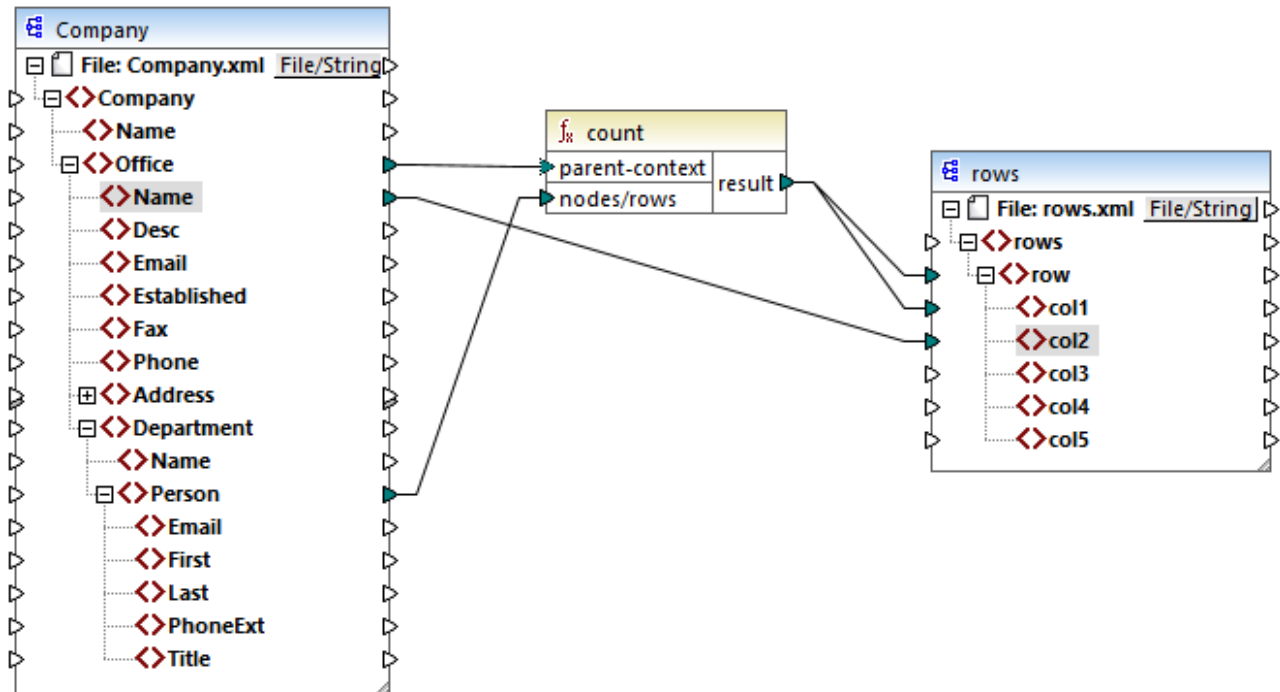 Company
File: Company.xml File/String
Company
Name
Office
Name
Desc
Email
Established
Fax
Phone
Address
Department
Name
Person
Email
First
Last
PhoneExt
Title
fx count
parent-context
nodes/rows
result
rows
File: rows.xml File/String
rows
row
col1
col2
col3
col4
col5